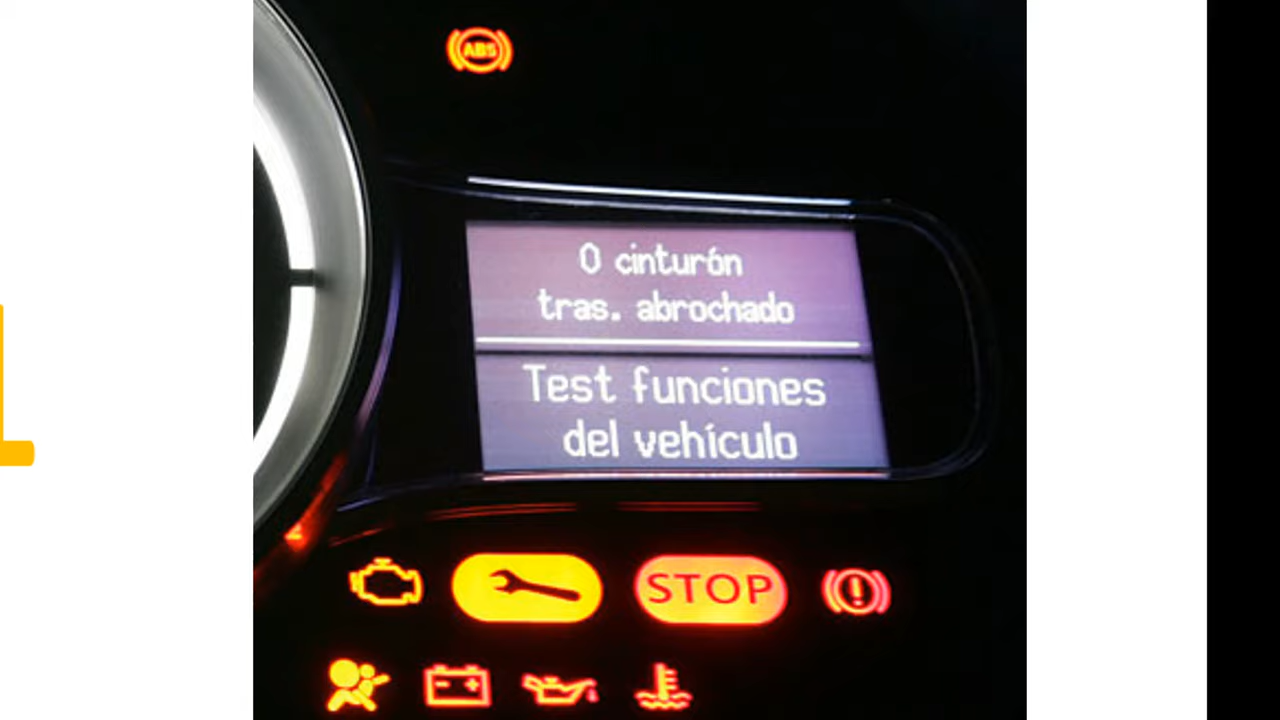 ABS
0 cinturón
tras. abrochado
Test funciones
del vehículo
STOP